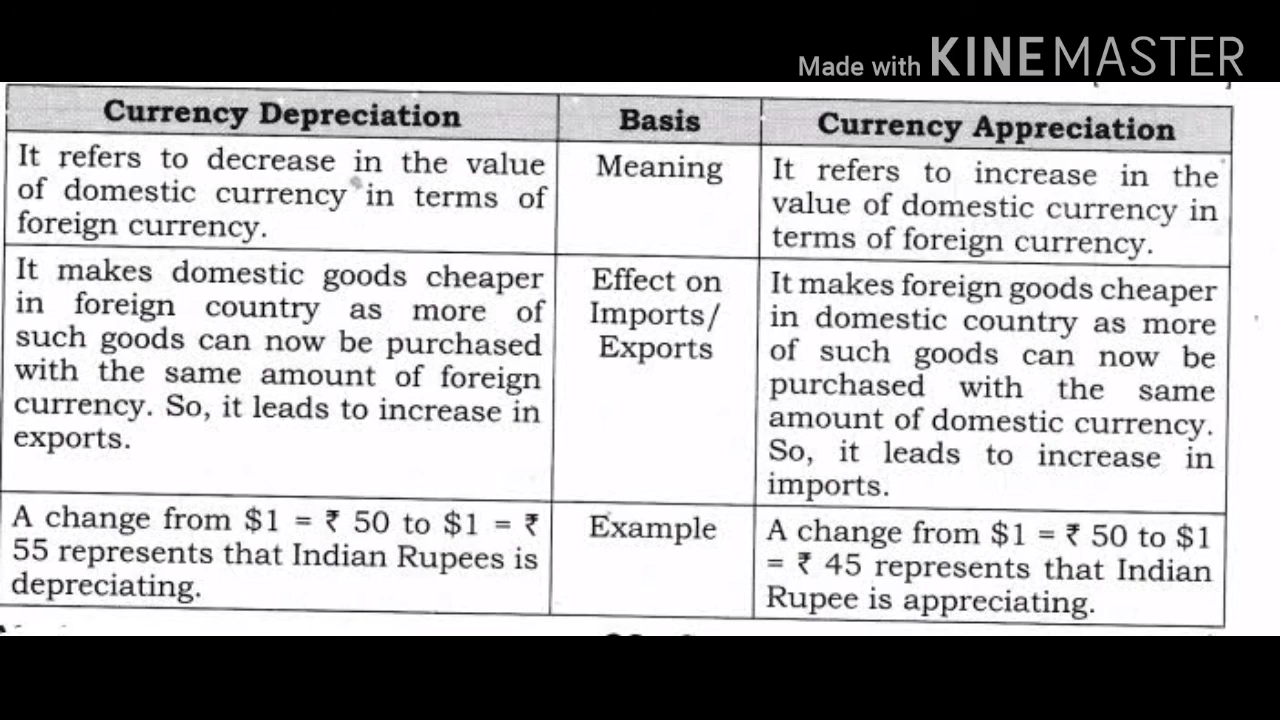 Made with KINEMASTER
Currency Depreciation
Basis
Currency Appreciation
It refers to decrease in the value
of domestic currency in terms of
foreign currency.
Meaning
It refers to increase in the
value of domestic currency in
terms of foreign currency.
It makes domestic goods cheaper
in foreign country as more of
such goods can now be purchased
with the same amount of foreign
currency. So, it leads to increase in
exports.
Effect on
Imports/
Exports
It makes foreign goods cheaper
in domestic country as more
of such goods can now be
purchased with the same
amount of domestic currency.
So, it leads to increase in
imports.
A change from $1 = ₹ 50 to $1 = ₹
55 represents that Indian Rupees is
depreciating.
Example
A change from $1 = ₹ 50 to $1
= ₹ 45 represents that Indian
Rupee is appreciating.